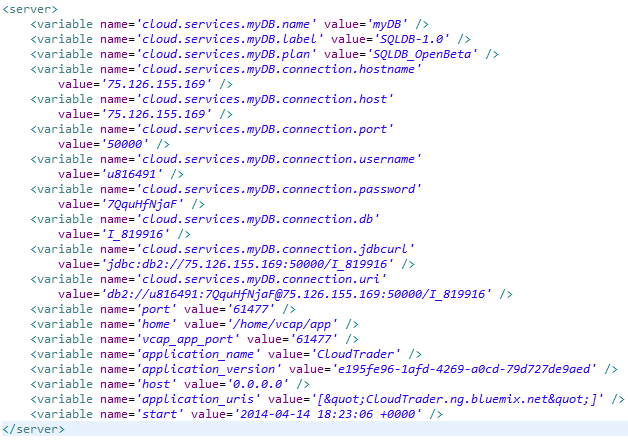 <server>
<variable name='cloud.services.myDB.name' value='myDB' />
<variable name='cloud.services.myDB.label' value='SQLDB-1.0' />
<variable name='cloud.services.myDB.plan' value='SQLDB_OpenBeta' />
<variable name='cloud.services.myDB.connection.hostname'
value='75.126.155.169' />
<variable name='cloud.services.myDB.connection.host'
value='75.126.155.169' />
<variable name='cloud.services.myDB.connection.port'
value='50000' />
<variable name='cloud.services.myDB.connection.username'
value='u816491' />
<variable name='cloud.services.myDB.connection.password'
value='7QquHfNjaF' />
<variable name='cloud.services.myDB.connection.db'
value='I_819916' />
<variable name='cloud.services.myDB.connection.jdbcurl'
value='jdbc:db2://75.126.155.169:50000/I_819916' />
<variable name='cloud.services.myDB.connection.uri'
value='db2://u816491:7QquHfNjaF@75.126.155.169:50000/I_819916' />
<variable name='port' value='61477' />
<variable name='home' value='/home/vcap/app' />
<variable name='vcap_app_port' value='61477' />
<variable name='application_name' value='CloudTrader' />
<variable name='application_version' value='e195fe96-1afd-4269-a0cd-79d727de9aed' />
<variable name='host' value='0.0.0.0' />
<variable name='application_uris' value='[&quot;CloudTrader.ng.bluemix.net&quot;]' />
<variable name='start' value='2014-04-14 18:23:06 +0000' />
</server>